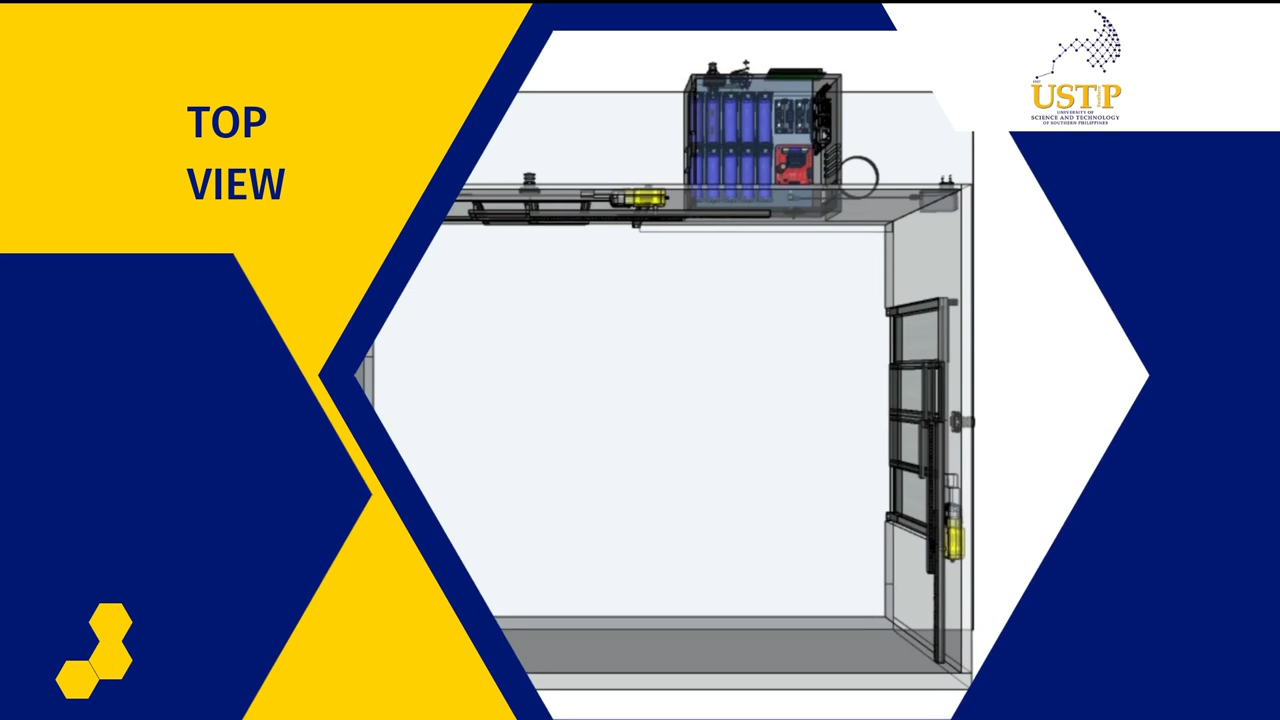 TOP
VIEW
USTP
UNIVERSITY OF
SCIENCE AND TECHNOLOGY
OF SOUTHERN PHILIPPINES